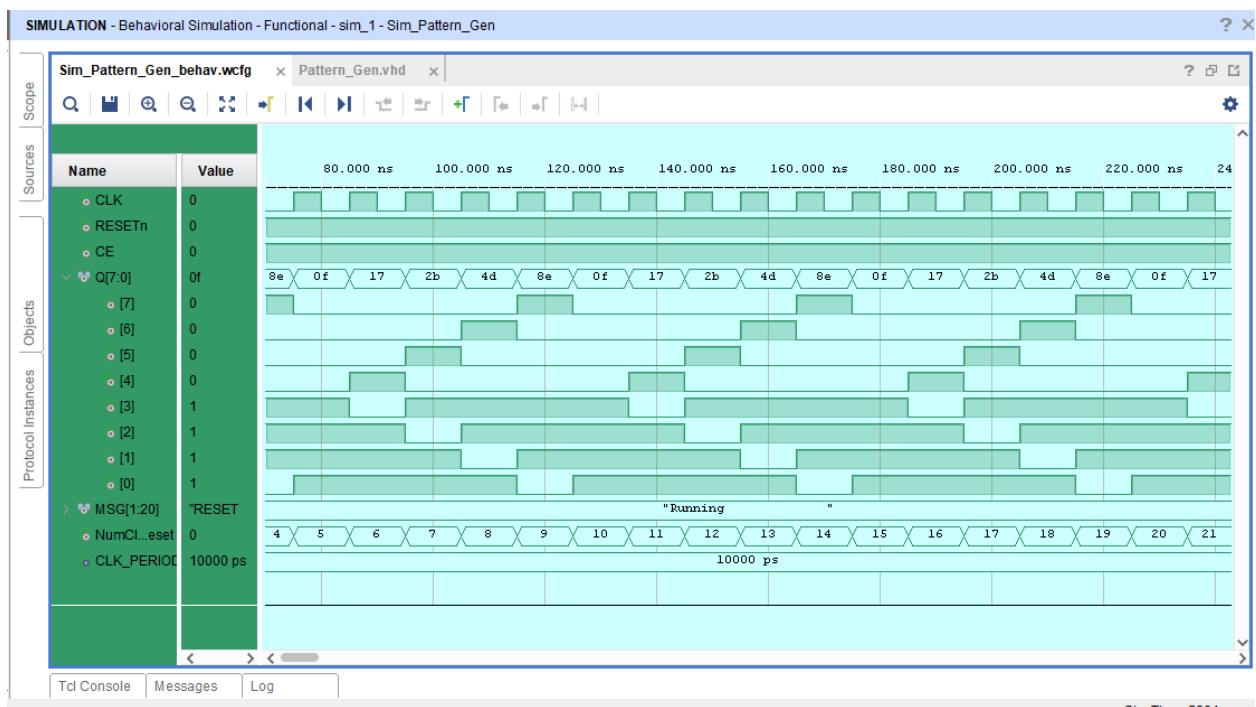 SIMULATION - Behavioral Simulation - Functional - sim_1 - Sim_Pattern_Gen
Scope
Sources
Objects
Protocol Instances
Sim_Pattern_Gen_behav.wcfg
Pattern_Gen.vhd
Name Value
80.000 ns 100.000 ns 120.000 ns 140.000 ns 160.000 ns 180.000 ns 200.000 ns 220.000 ns 24
CLK 0
RESETn 0
CE 0
Q[7:0] 0f 8e 0f 17 2b 4d 8e 0f 17 2b 4d 8e 0f 17 2b 4d 8e 0f 17
[7] 0
[6] 0
[5] 0
[4] 0
[3] 1
[2] 1
[1] 1
[0] 1
MSG[1:20] "RESET "Running "
NumCl...eset 0 4 5 6 7 8 9 10 11 12 13 14 15 16 17 18 19 20 21
CLK_PERIOD 10000 ps 10000 ps
Tcl Console Messages Log